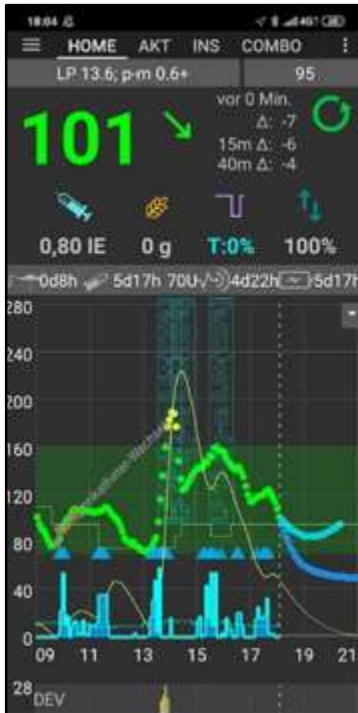 18:04
4G
HOME AKT INS COMBO
LP 13.6; p-m 0.6+ 95
101
vor 0 Min.
Δ: -7
15m Δ: -6
40m Δ: -4
0,80 IE 0 g T:0% 100%
0d8h 5d17h 70U 4d22h 5d17h
280
240
200
160
120
80
40
0
09 11 13 15 17 19 21
28
DEV